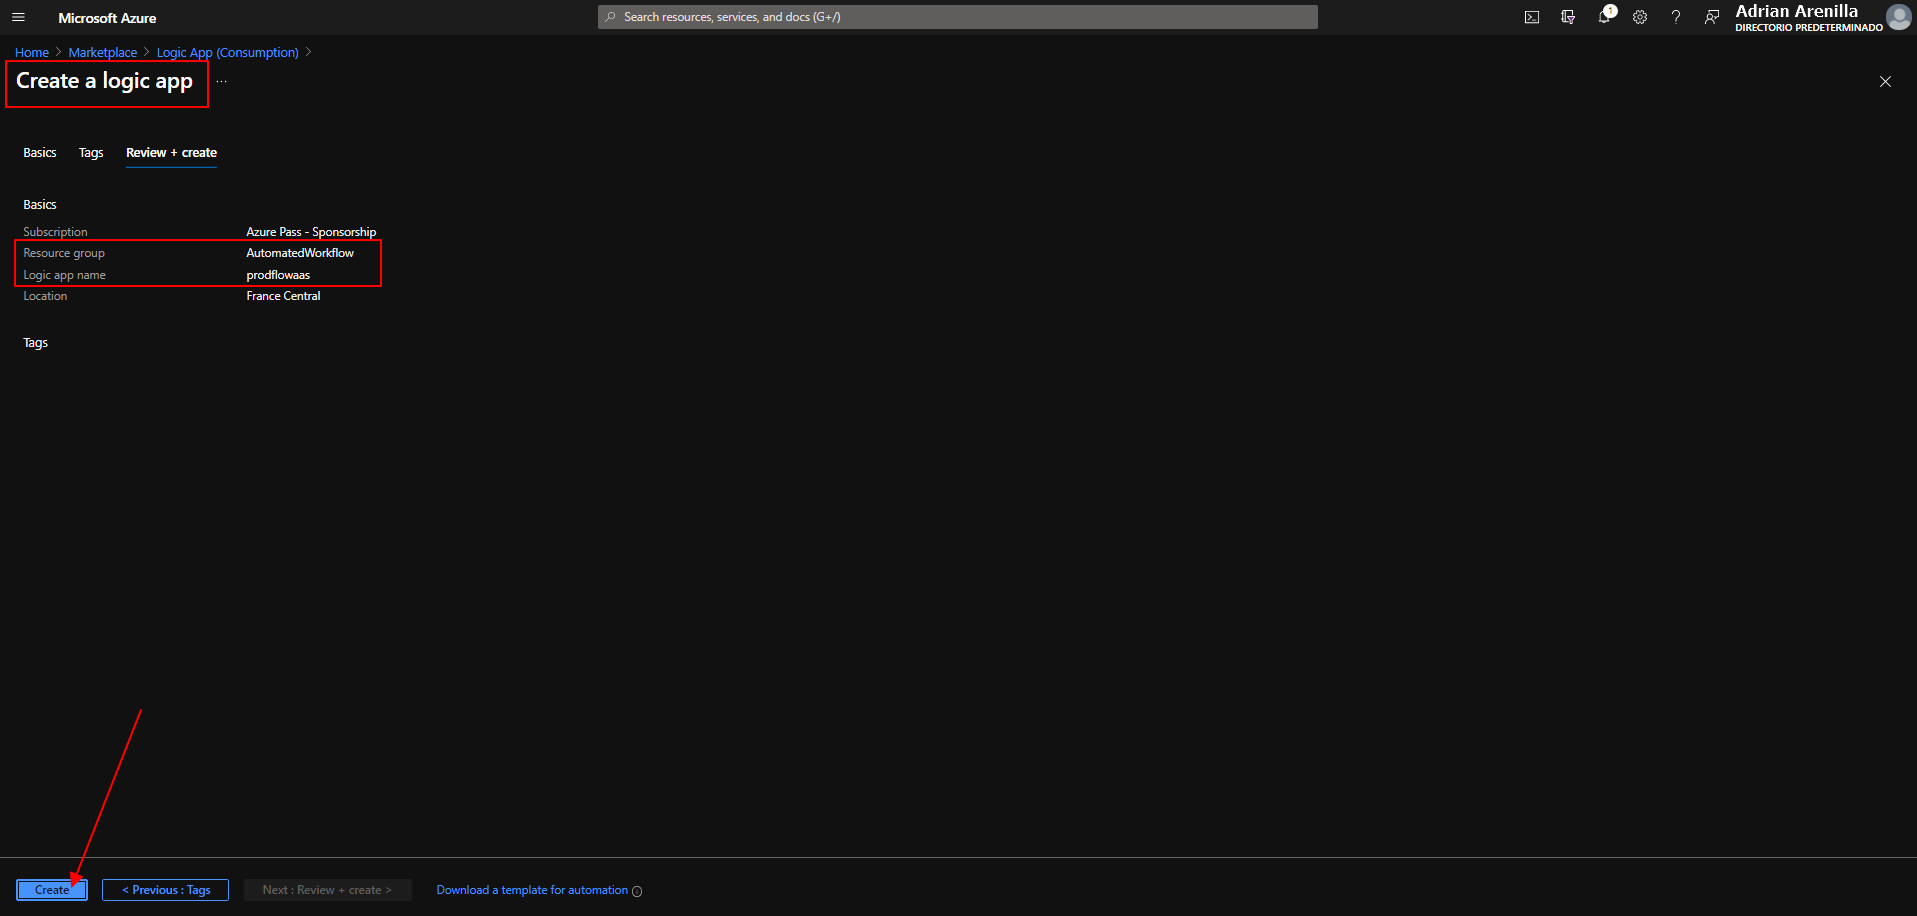 Microsoft Azure
Search resources, services, and docs (G+/)
1
Adrian Arenilla
DIRECTORIO PREDETERMINADO
Home > Marketplace > Logic App (Consumption) >
Create a logic app ...
Basics Tags Review + create
Basics
Subscription Azure Pass - Sponsorship
Resource group AutomatedWorkflow
Logic app name prodflowaas
Location France Central
Tags
Create < Previous : Tags Next : Review + create > Download a template for automation